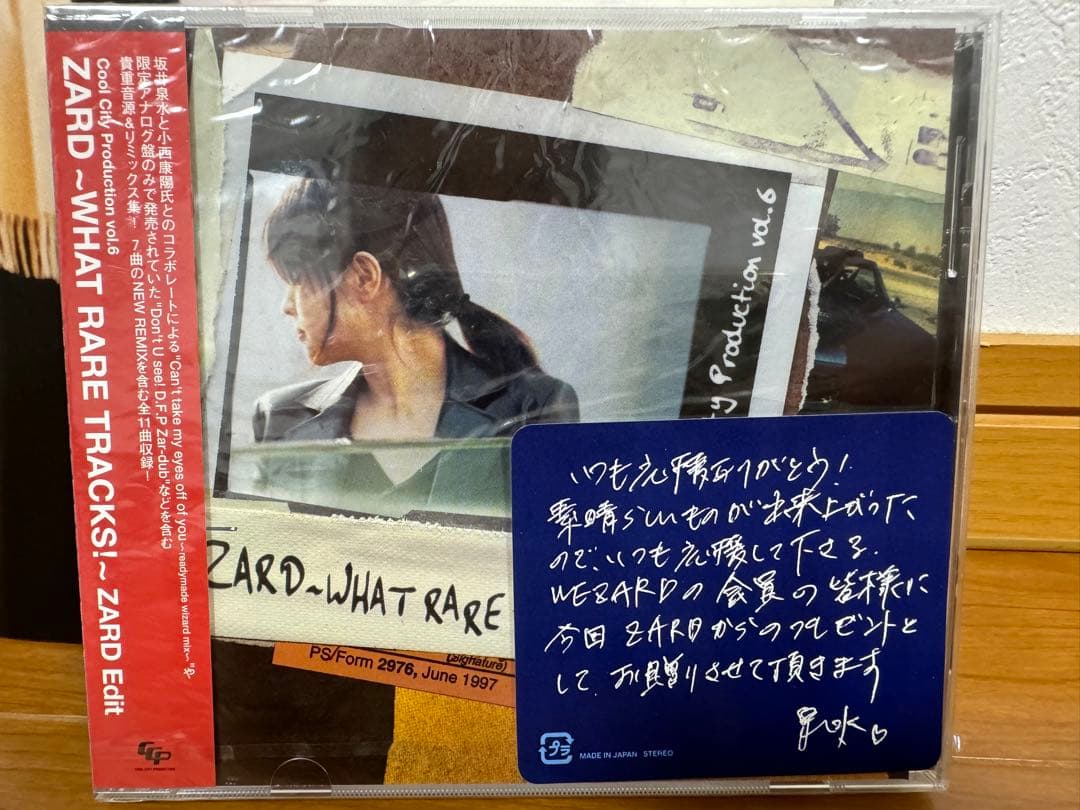 坂井泉水と小西康陽氏とのコラボレートによる"Can't take my eyes off of you ~readymade wizard mix~"や
限定アナログ盤のみで発売されていた"Don't U see! D.F.P Zar-dub"などを含む
貴重音源&リミックス集! 7曲のNEW REMIXを含む全11曲収録!
Cool City Production vol.6
ZARD ~WHAT RARE TRACKS!~ ZARD Edit
CCP
y Production vol.6
ZARD~WHAT RARE
(Signature)
PS/Form 2976, June 1997
いつも応援ありがとう!
素晴らしいものが出来上がった
ので、いつも応援して下さる、
WEZARDの会員の皆様に
今回ZARDからのプレゼントと
して、お贈りさせて頂きます
泉水♡
プラ
MADE IN JAPAN STEREO